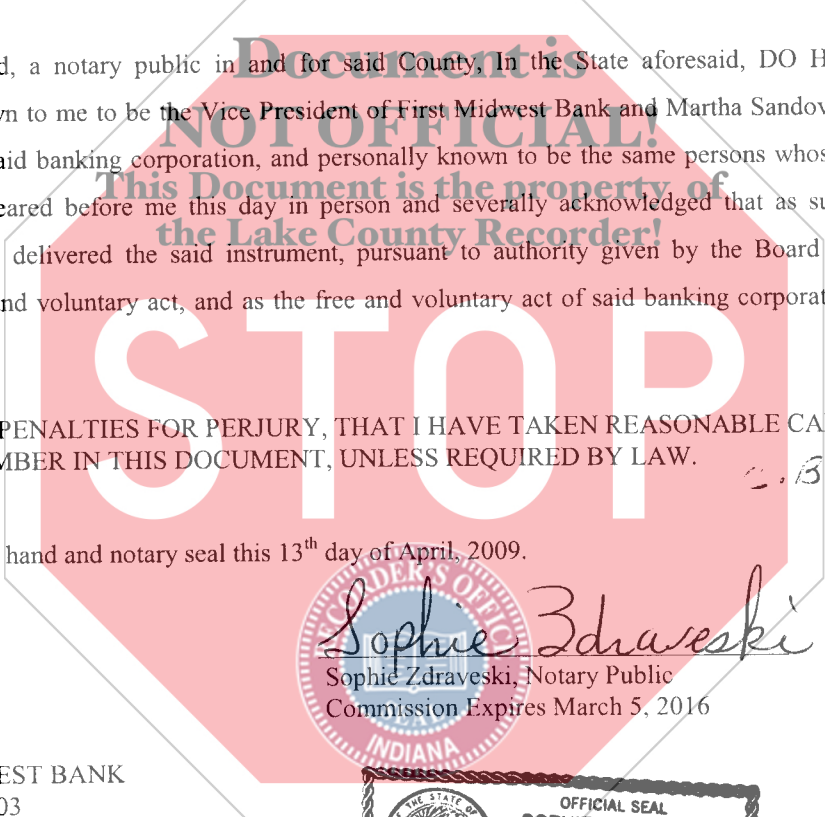 Document is
d, a notary public in and for said County, In the State aforesaid, DO H
NOT OFFICIAL!
n to me to be the Vice President of First Midwest Bank and Martha Sandov
aid banking corporation, and personally known to be the same persons whos
This Document is the property of
eared before me this day in person and severally acknowledged that as su
the Lake County Recorder!
delivered the said instrument, pursuant to authority given by the Board
nd voluntary act, and as the free and voluntary act of said banking corporat
STOP
PENALTIES FOR PERJURY, THAT I HAVE TAKEN REASONABLE CA
MBER IN THIS DOCUMENT, UNLESS REQUIRED BY LAW.
. B
hand and notary seal this 13th day of April, 2009.
CORDER'S OFFIC
Sophie Zdraveski
Sophie Zdraveski, Notary Public
Commission Expires March 5, 2016
SEAL
INDIANA
EST BANK
03
THE STATE OF
OFFICIAL SEAL